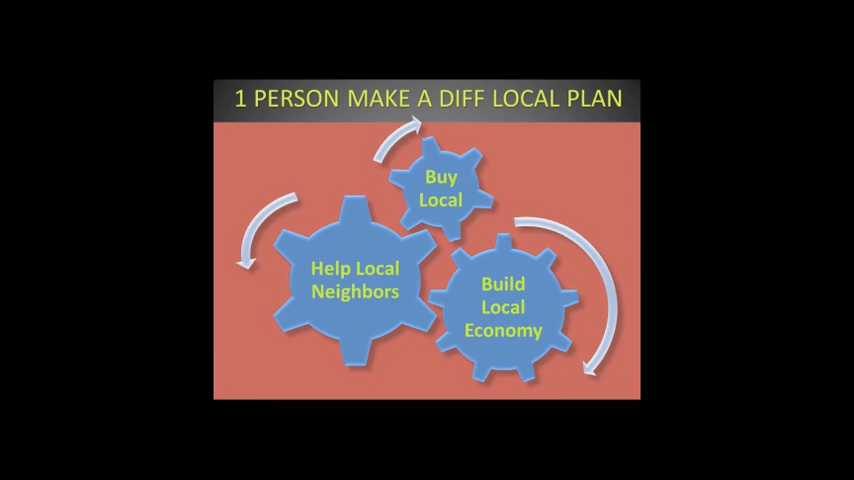 1 PERSON MAKE A DIFF LOCAL PLAN
Buy
Local
Help Local
Neighbors
Build
Local
Economy